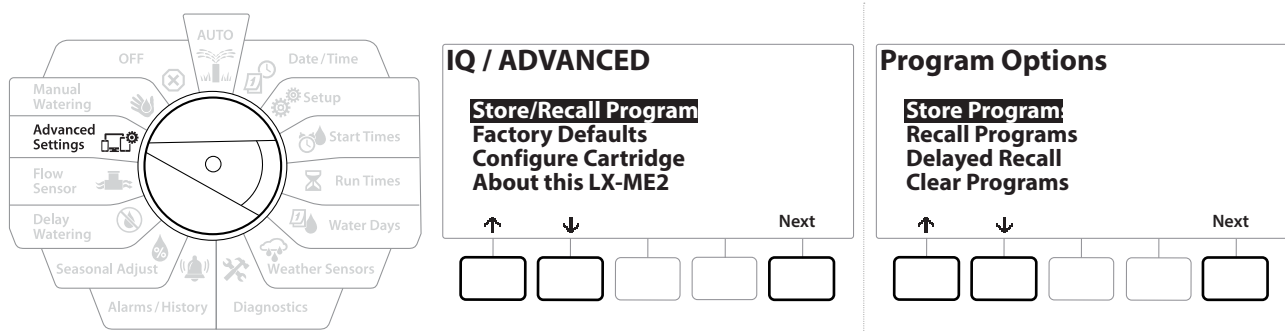 AUTO
OFF
Date/Time
Manual
Watering
Setup
Advanced
Settings
Start Times
Flow
Sensor
Run Times
Delay
Watering
Water Days
Seasonal Adjust
Weather Sensors
Alarms/History
Diagnostics
IQ / ADVANCED
Store/Recall Program
Factory Defaults
Configure Cartridge
About this LX-ME2
Next
Program Options
Store Programs
Recall Programs
Delayed Recall
Clear Programs
Next